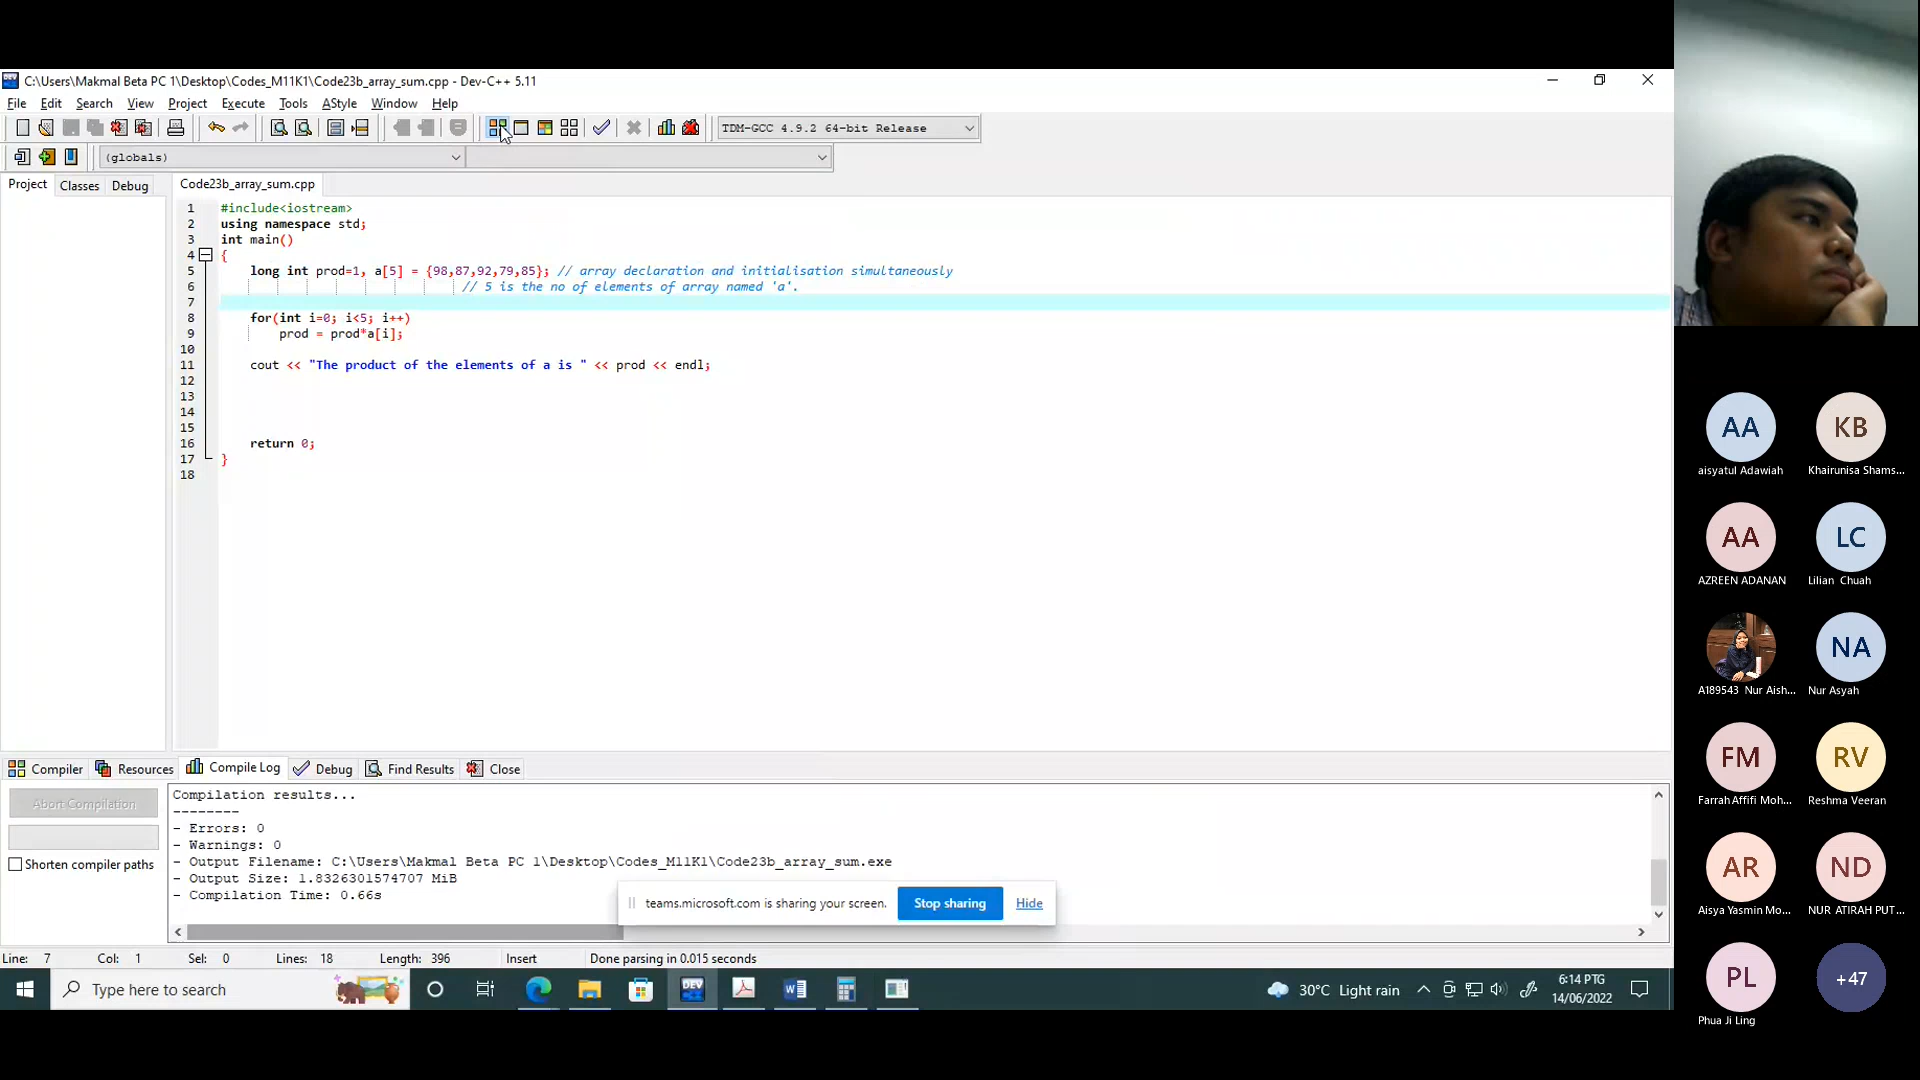 C:\Users\Makmal Beta PC 1\Desktop\Codes_M11K1\Code23b_array_sum.cpp - Dev-C++ 5.11
File Edit Search View Project Execute Tools AStyle Window Help
TDM-GCC 4.9.2 64-bit Release
(globals)
Project Classes Debug
Code23b_array_sum.cpp
1 #include<iostream>
2 using namespace std;
3 int main()
4 {
5 long int prod=1, a[5] = {98,87,92,79,85}; // array declaration and initialisation simultaneously
6 // 5 is the no of elements of array named 'a'.
7
8 for(int i=0; i<5; i++)
9 prod = prod*a[i];
10
11 cout << "The product of the elements of a is " << prod << endl;
12
13
14
15
16 return 0;
17 }
18
Compiler Resources Compile Log Debug Find Results Close
Abort Compilation
Shorten compiler paths
Compilation results...
--------
- Errors: 0
- Warnings: 0
- Output Filename: C:\Users\Makmal Beta PC 1\Desktop\Codes_M11K1\Code23b_array_sum.exe
- Output Size: 1.8326301574707 MiB
- Compilation Time: 0.66s
teams.microsoft.com is sharing your screen. Stop sharing Hide
Line: 7 Col: 1 Sel: 0 Lines: 18 Length: 396 Insert Done parsing in 0.015 seconds
Type here to search
DEV
30°C Light rain
6:14 PTG
14/06/2022
AA KB
aisyatul Adawiah Khairunisa Shams...
AA LC
AZREEN ADANAN Lilian Chuah
NA
A189543 Nur Aish... Nur Asyah
FM RV
Farrah Affifi Moh... Reshma Veeran
AR ND
Aisya Yasmin Mo... NUR ATIRAH PUT...
PL +47
Phua Ji Ling